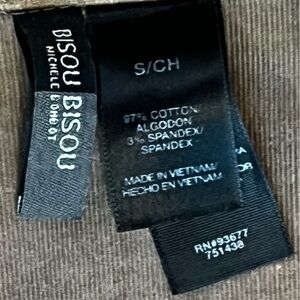 BISOU BISOU
MICHELE BOHBOT
S/CH
97% COTTON/
ALGODON
3% SPANDEX/
SPANDEX
MADE IN VIETNAM/
HECHO EN VIETNAM
RN#93677
751438